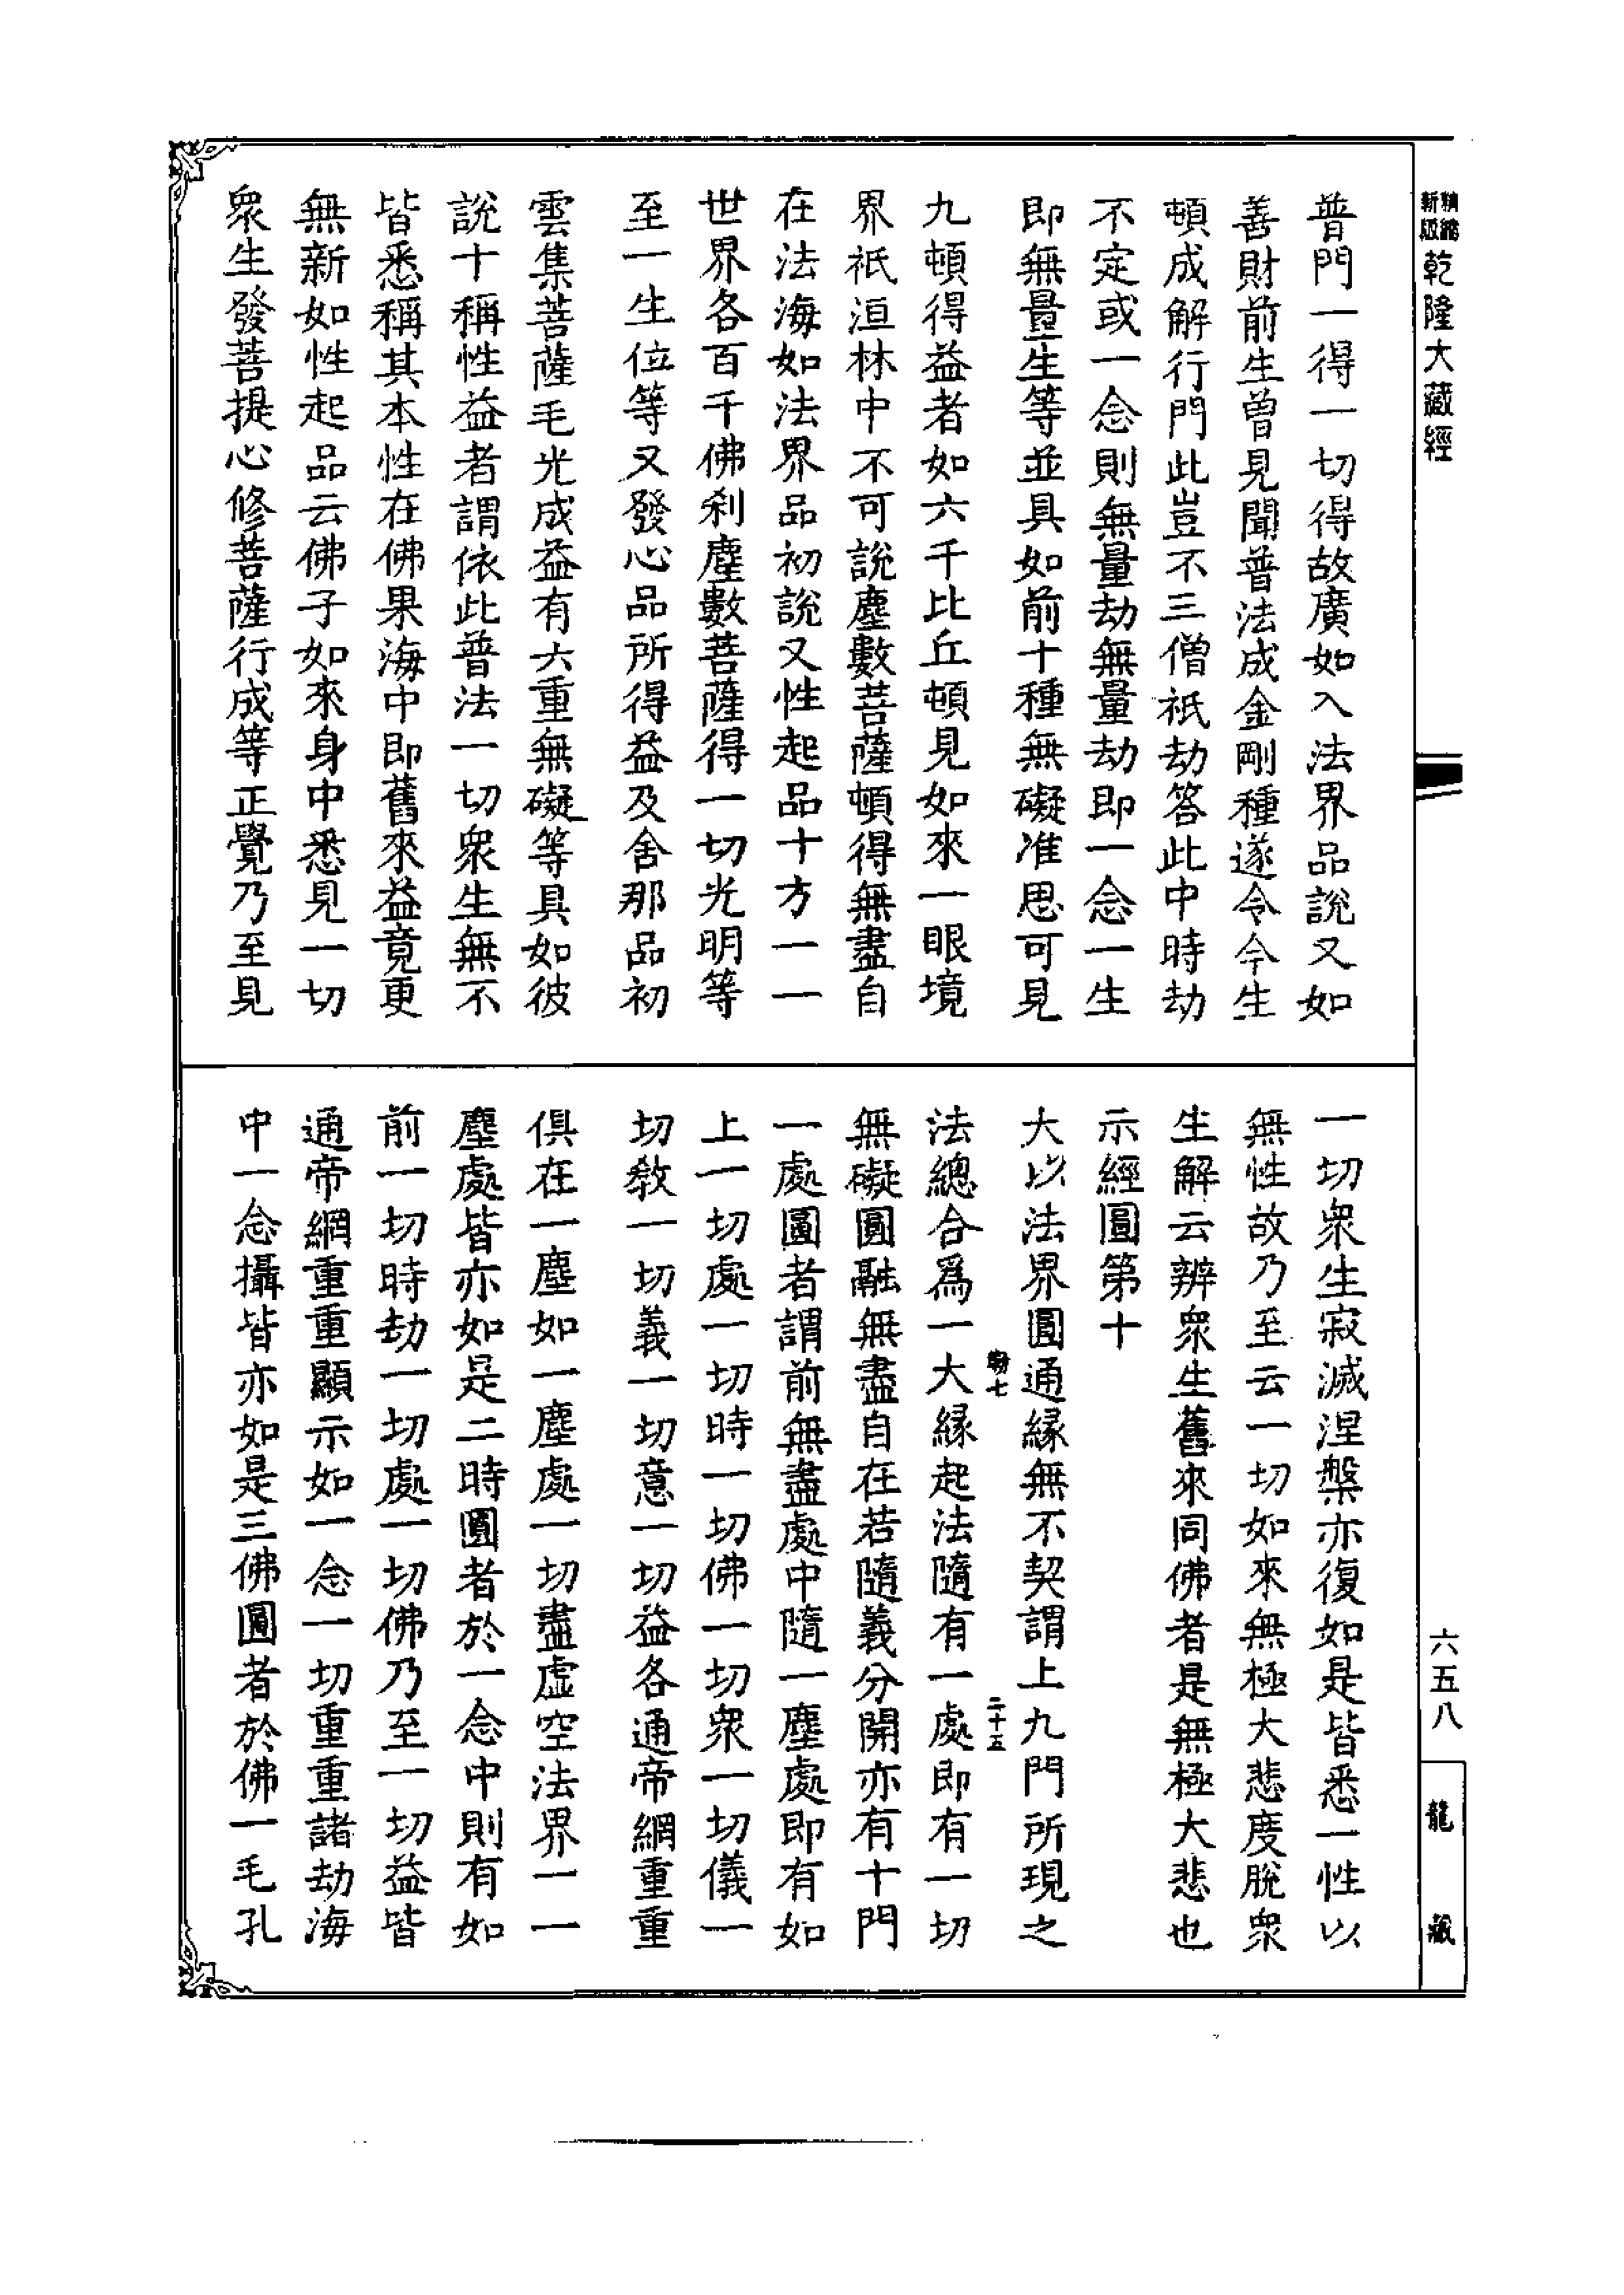 新版
精縮
乾隆大藏經
六五八
龍藏
普門一得一切得故廣如入法界品說又如
善財前生曾見聞普法成金剛種遂令今生
頓成解行門此豈不三僧祇劫答此中時劫
不定或一念則無量劫無量劫即一念一生
即無量生等並具如前十種無礙准思可見
九頓得益者如六千比丘頓見如來一眼境
界祇洹林中不可說塵數菩薩頓得無盡自
在法海如法界品初說又性起品十方一一
世界各百千佛刹塵數菩薩得一切光明等
至一生位等又發心品所得益及舍那品初
雲集菩薩毛光成益有六重無礙等具如彼
說十稱性益者謂依此普法一切衆生無不
皆悉稱其本性在佛果海中即舊來益竟更
無新如性起品云佛子如來身中悉見一切
衆生發菩提心修菩薩行成等正覺乃至見
一切衆生寂滅涅槃亦復如是皆悉一性以
無性故乃至云一切如來無極大悲度脫衆
生解云辨衆生舊來同佛者是無極大悲也
示經圓第十
大以法界圓通緣無不契謂上九門所現之
七
二十五
法總合爲一大緣起法隨有一處即有一切
無礙圓融無盡自在若隨義分開亦有十門
一處圓者謂前無盡處中隨一塵處即有如
上一切處一切時一切佛一切衆一切儀一
切教一切義一切意一切益各通帝網重重
俱在一塵如一塵處一切盡虛空法界一一
塵處皆亦如是二時圓者於一念中則有如
前一切時劫一切處一切佛乃至一切益皆
通帝網重重顯示如一念一切重重諸劫海
中一念攝皆亦如是三佛圓者於佛一毛孔